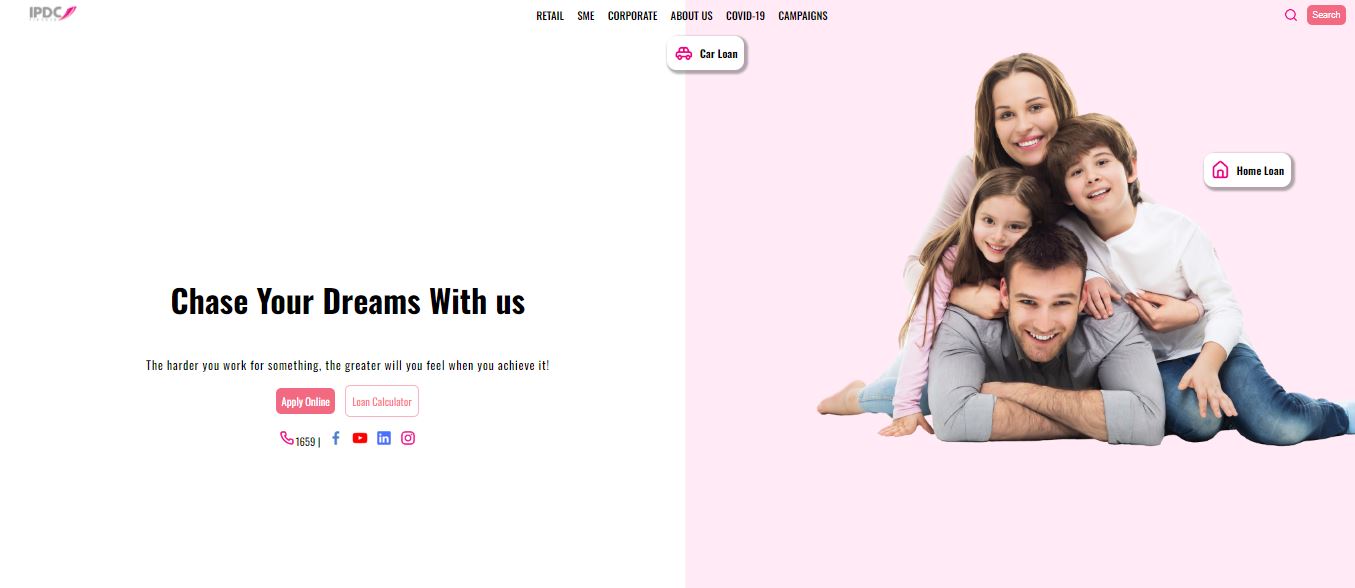 IPDC
RETAIL SME CORPORATE ABOUT US COVID-19 CAMPAIGNS
Search
Car Loan
Home Loan
Chase Your Dreams With us
The harder you work for something, the greater will you feel when you achieve it!
Apply Online Loan Calculator
1659 |